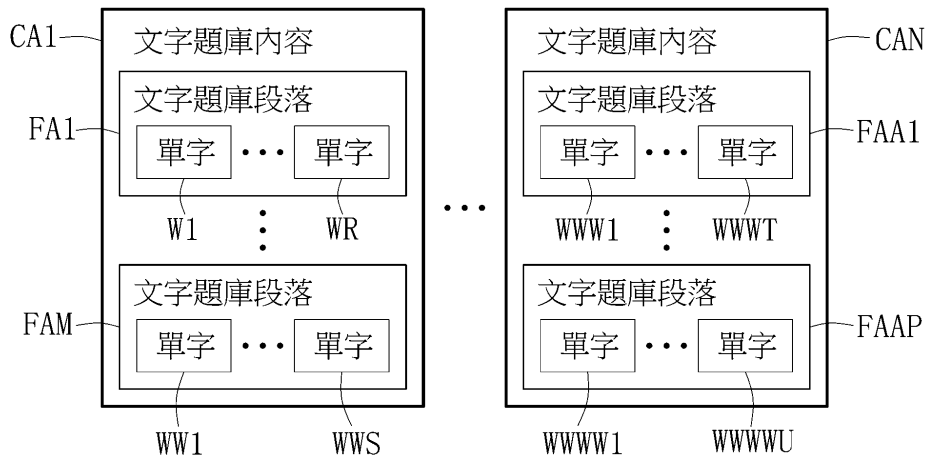 CA1
文字題庫內容
文字題庫內容
CAN
文字題庫段落
文字題庫段落
FA1
單字 ••• 單字
單字 ••• 單字
FAA1
W1
WR
•••
WWW1
WWWT
文字題庫段落
文字題庫段落
FAM
單字 ••• 單字
單字 ••• 單字
FAAP
WW1
WWS
WWWW1
WWWWU